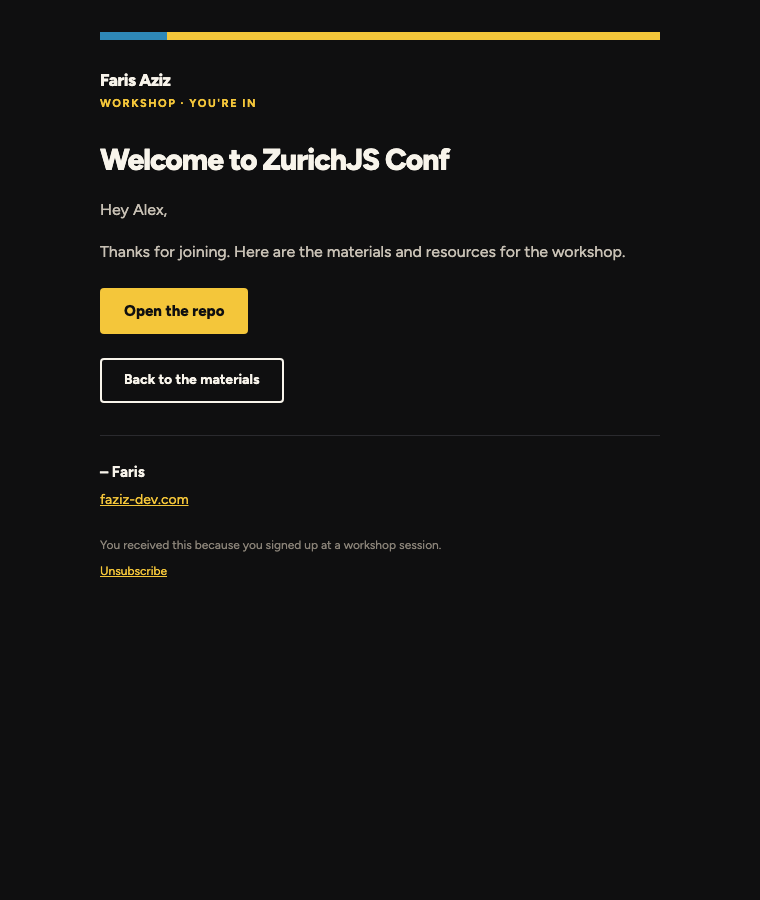 Faris Aziz
WORKSHOP · YOU'RE IN
Welcome to ZurichJS Conf
Hey Alex,
Thanks for joining. Here are the materials and resources for the workshop.
Open the repo
Back to the materials
– Faris
faziz-dev.com
You received this because you signed up at a workshop session.
Unsubscribe